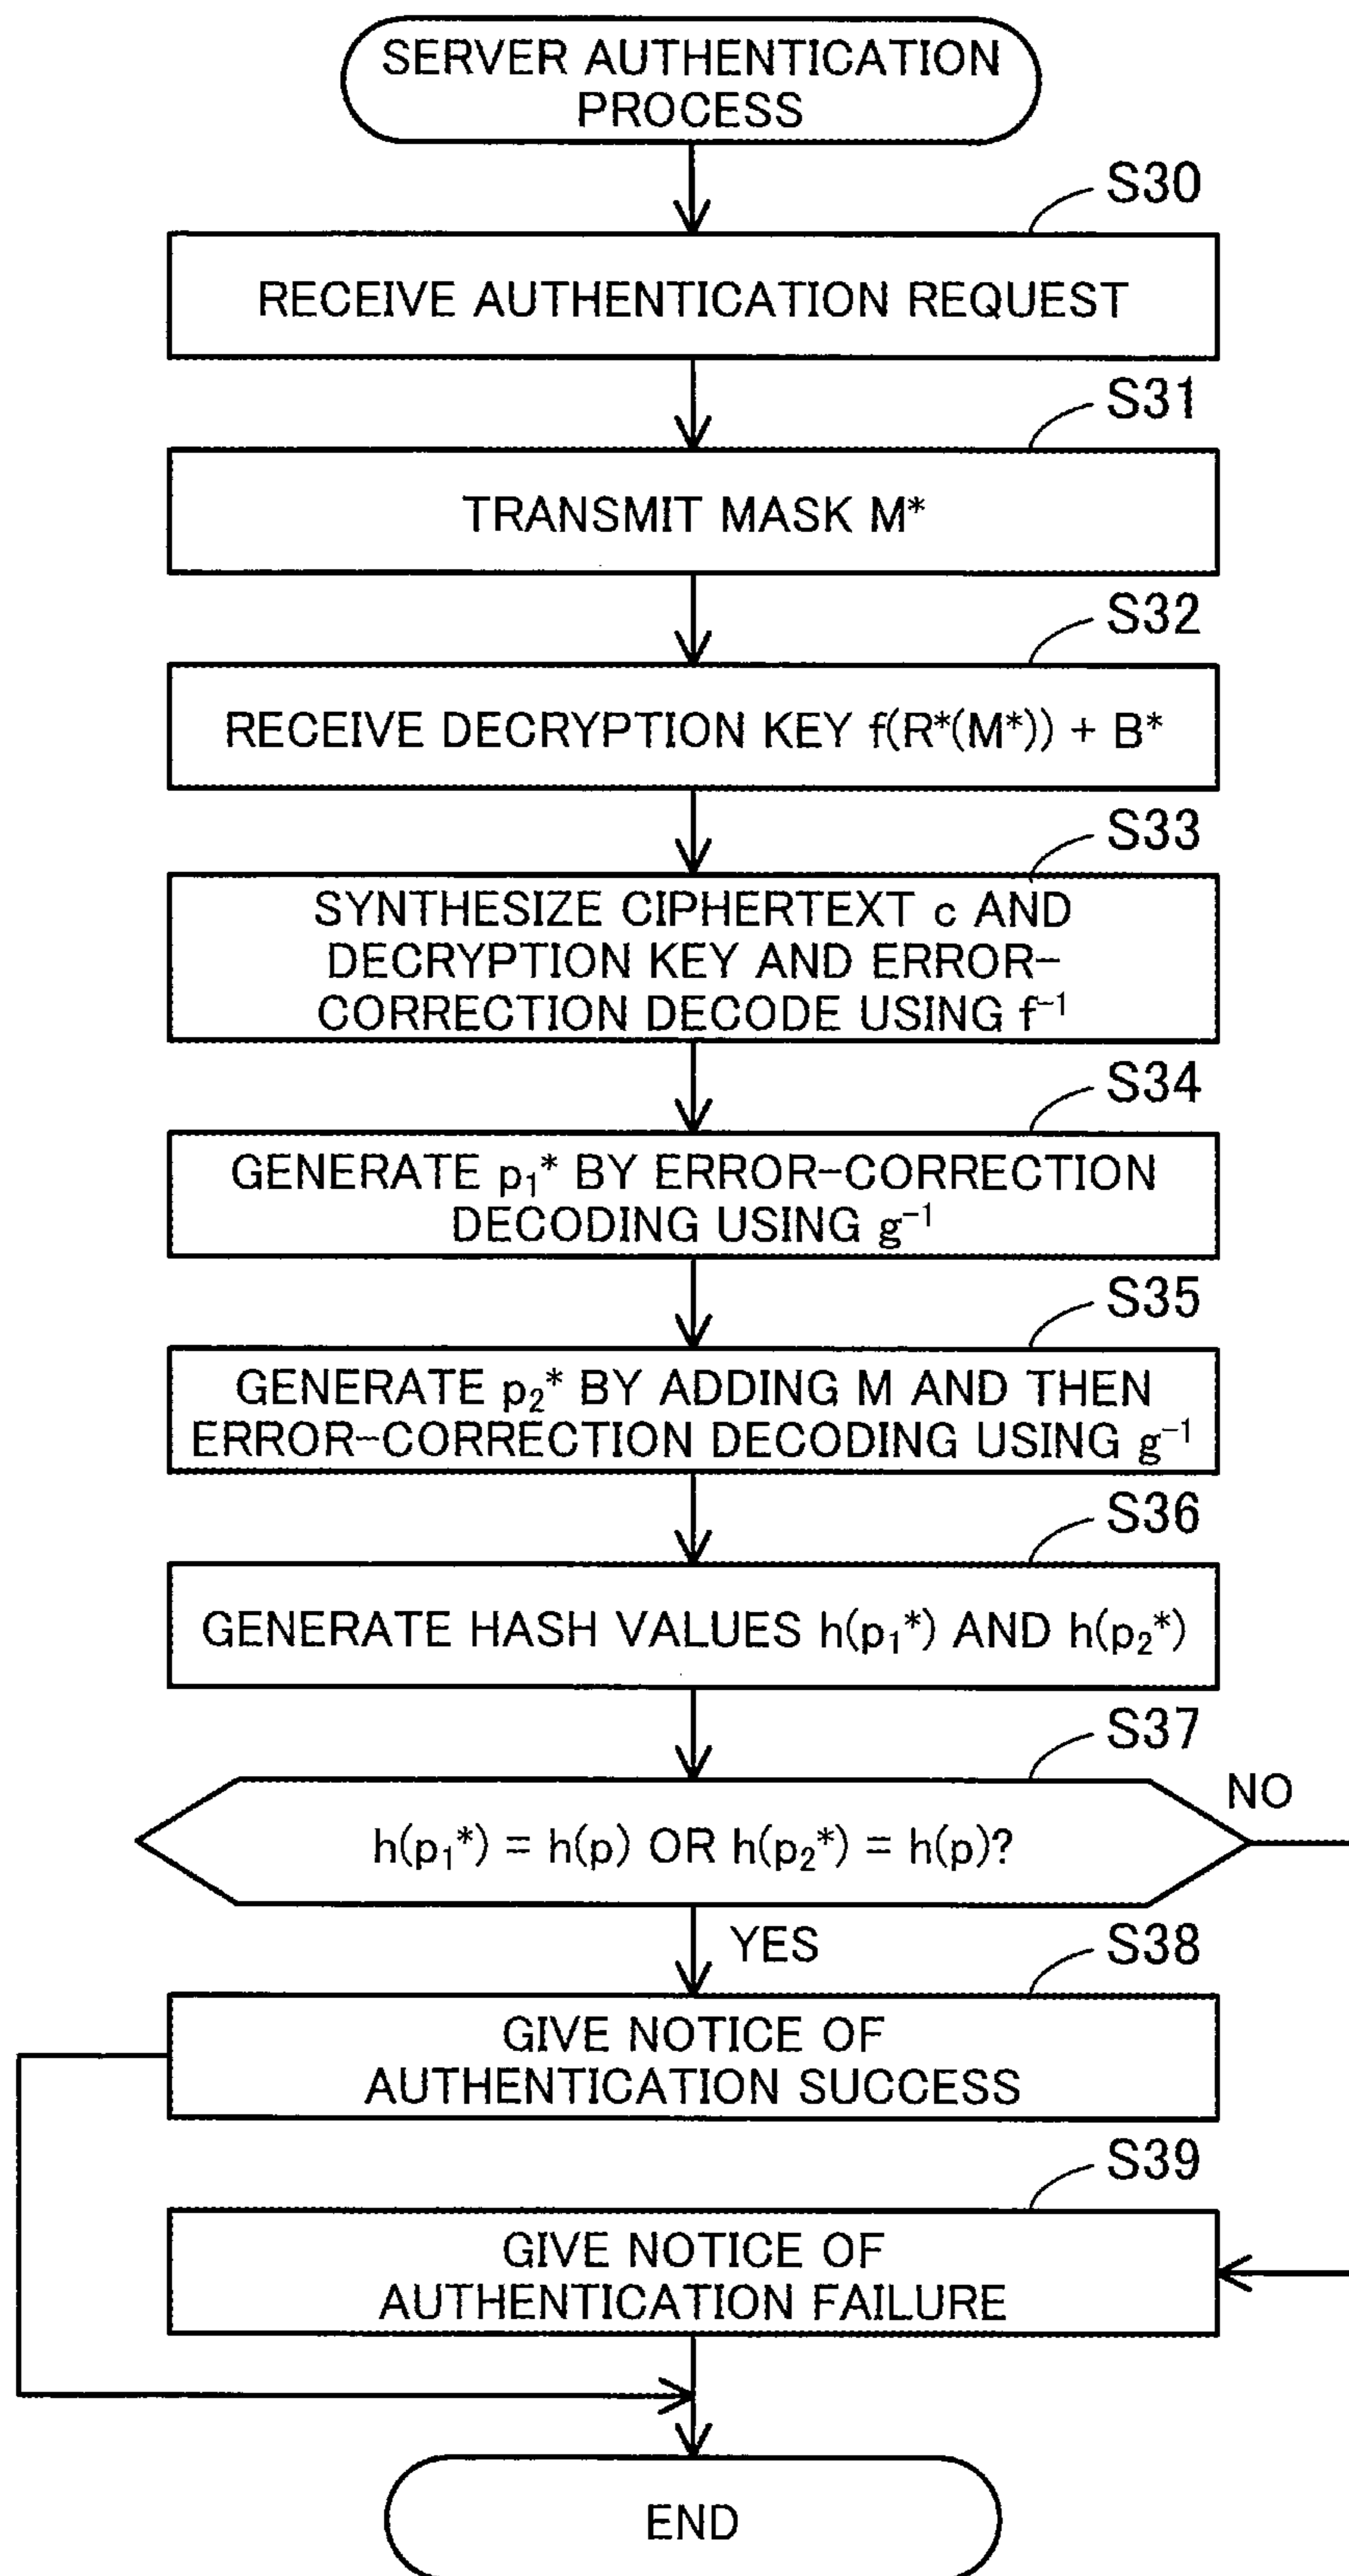 SERVER AUTHENTICATION
PROCESS
S30
RECEIVE AUTHENTICATION REQUEST
S31
TRANSMIT MASK M*
S32
RECEIVE DECRYPTION KEY f(R*(M*)) + B*
S33
SYNTHESIZE CIPHERTEXT c AND
DECRYPTION KEY AND ERROR-
CORRECTION DECODE USING f⁻¹
S34
GENERATE p₁* BY ERROR-CORRECTION
DECODING USING g⁻¹
S35
GENERATE p₂* BY ADDING M AND THEN
ERROR-CORRECTION DECODING USING g⁻¹
S36
GENERATE HASH VALUES h(p₁*) AND h(p₂*)
S37
NO
h(p₁*) = h(p) OR h(p₂*) = h(p)?
YES
S38
GIVE NOTICE OF
AUTHENTICATION SUCCESS
S39
GIVE NOTICE OF
AUTHENTICATION FAILURE
END